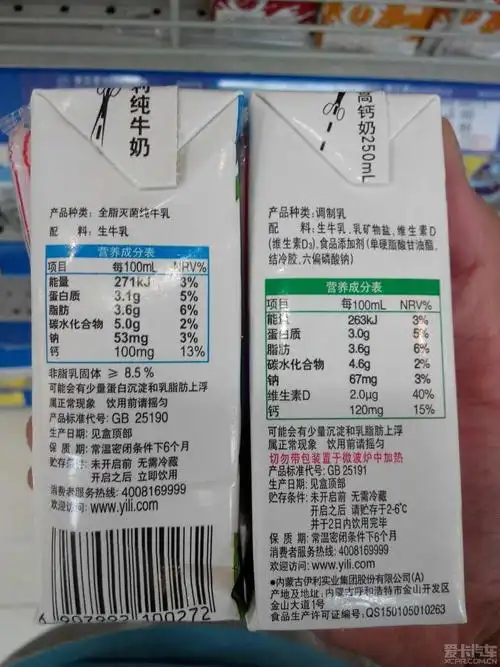 纯牛奶
产品种类: 全脂灭菌纯牛乳
配 料: 生牛乳
营养成分表
项目 每100mL NRV%
能量 271kJ 3%
蛋白质 3.1g 5%
脂肪 3.6g 6%
碳水化合物 5.0g 2%
钠 53mg 3%
钙 100mg 13%
非脂乳固体 ≥ 8.5 %
可能会有少量蛋白沉淀和乳脂肪上浮
属正常现象 饮用前请摇匀
产品标准代号: GB 25190
生产日期: 见盒顶部
保 质 期: 常温密闭条件下6个月
贮存条件: 未开启前 无需冷藏
开启之后 立即饮用
消费者服务热线: 4008169999
欢迎访问: www.yili.com
6 907992 100272
高钙奶250mL
产品种类: 调制乳
配 料: 生牛乳、乳矿物盐、维生素D
(维生素D₃)、食品添加剂 (单硬脂酸甘油酯、
结冷胶、六偏磷酸钠)
营养成分表
项目 每100mL NRV%
能量 263kJ 3%
蛋白质 3.0g 5%
脂肪 3.6g 6%
碳水化合物 4.6g 2%
钠 67mg 3%
维生素D 2.0μg 40%
钙 120mg 15%
可能会有少量沉淀和乳脂肪上浮
属正常现象 饮用前请摇匀
切勿带包装置于微波炉中加热
产品标准代号: GB 25191
生产日期: 见盒顶部
贮存条件: 未开启前 无需冷藏
开启之后 请贮存于2-6℃
并于2日内饮用完毕
保 质 期: 常温密闭条件下6个月
消费者服务热线: 4008169999
欢迎访问: www.yili.com
●内蒙古伊利实业集团股份有限公司(A)
产地及地址: 内蒙古呼和浩特市金山开发区
金山大道1号
食品生产许可证编号: QS150105010263
爱卡汽车
XCAR.COM.CN